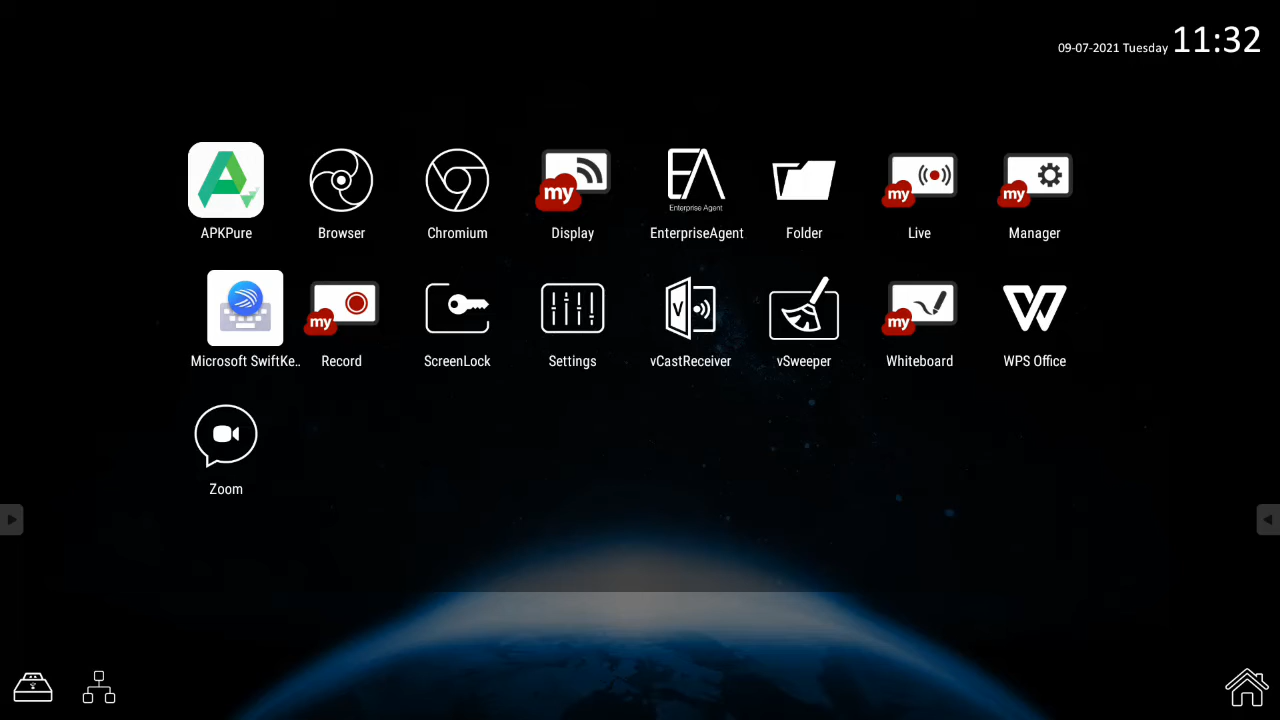 09-07-2021 Tuesday 11:32
APKPure
Browser
Chromium
my
Display
EA
Enterprise Agent
EnterpriseAgent
Folder
my
Live
my
Manager
Microsoft SwiftKe..
my
Record
ScreenLock
Settings
V
vCastReceiver
vSweeper
my
Whiteboard
WPS Office
Zoom